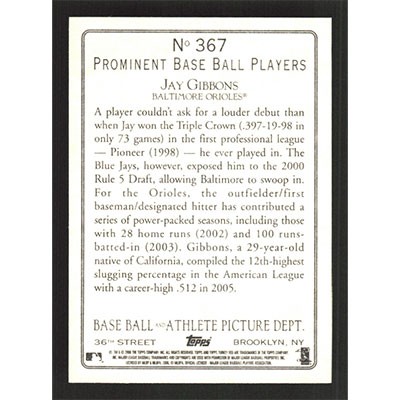 No 367
PROMINENT BASE BALL PLAYERS
JAY GIBBONS
BALTIMORE ORIOLES®
A player couldn't ask for a louder debut than
when Jay won the Triple Crown (.397-19-98 in
only 73 games) in the first professional league
— Pioneer (1998) — he ever played in. The
Blue Jays, however, exposed him to the 2000
Rule 5 Draft, allowing Baltimore to swoop in.
For the Orioles, the outfielder/first
baseman/designated hitter has contributed a
series of power-packed seasons, including those
with 28 home runs (2002) and 100 runs-
batted-in (2003). Gibbons, a 29-year-old
native of California, compiled the 12th-highest
slugging percentage in the American League
with a career-high .512 in 2005.
BASE BALL AND ATHLETE PICTURE DEPT.
36TH STREET Topps BROOKLYN, NY